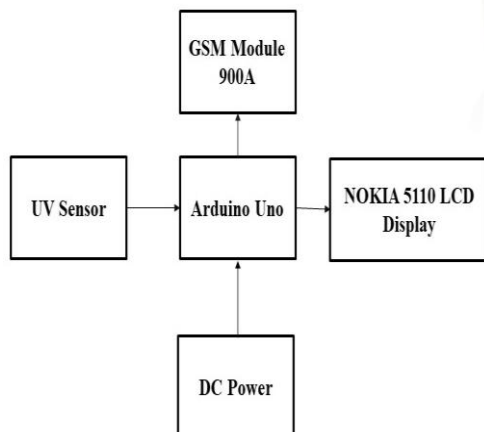 GSM Module
900A
UV Sensor
Arduino Uno
NOKIA 5110 LCD
Display
DC Power